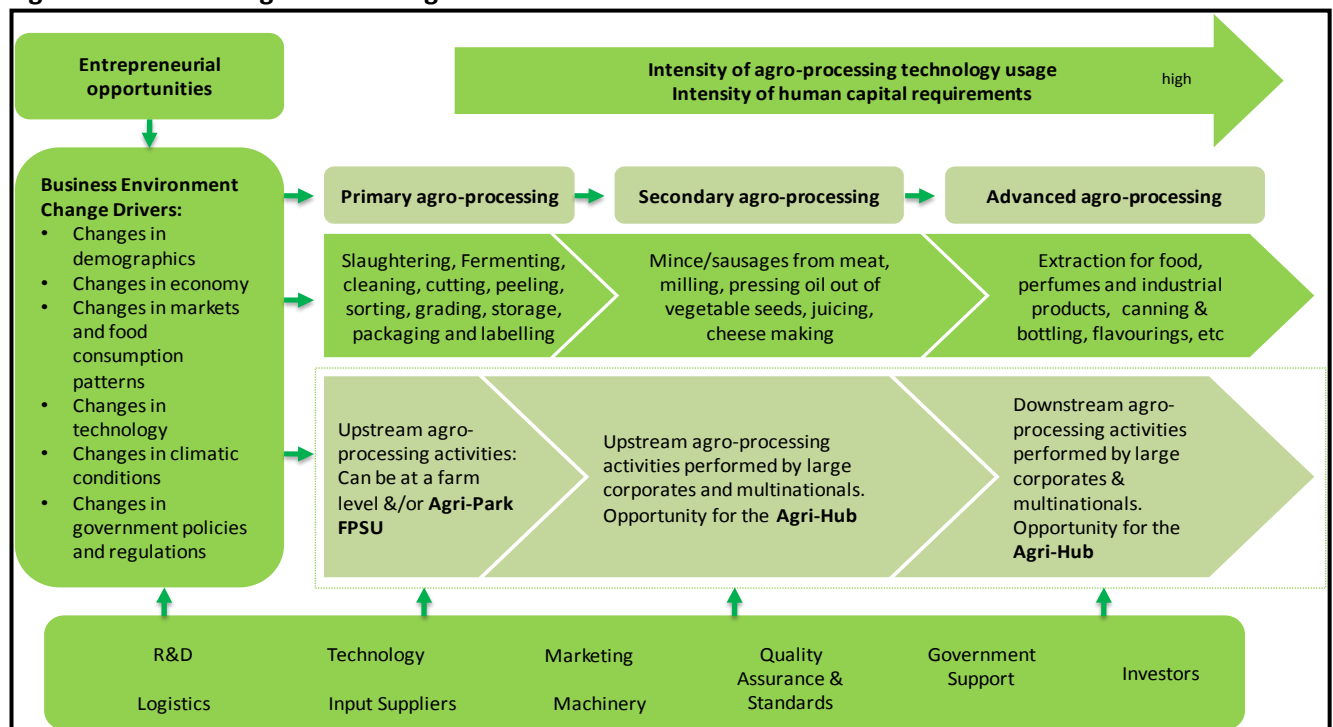 Entrepreneurial
opportunities
Intensity of agro-processing technology usage
Intensity of human capital requirements
high
Business Environment
Change Drivers:
• Changes in
demographics
• Changes in economy
• Changes in markets
and food
consumption
patterns
• Changes in
technology
• Changes in climatic
conditions
• Changes in
government policies
and regulations
Primary agro-processing
Secondary agro-processing
Advanced agro-processing
Slaughtering, Fermenting,
cleaning, cutting, peeling,
sorting, grading, storage,
packaging and labelling
Mince/sausages from meat,
milling, pressing oil out of
vegetable seeds, juicing,
cheese making
Extraction for food,
perfumes and industrial
products, canning &
bottling, flavourings, etc
Upstream agro-
processing activities:
Can be at a farm
level &/or Agri-Park
FPSU
Upstream agro-processing
activities performed by large
corporates and multinationals.
Opportunity for the Agri-Hub
Downstream agro-
processing activities
performed by large
corporates &
multinationals.
Opportunity for the
Agri-Hub
R&D
Technology
Marketing
Quality
Assurance &
Standards
Government
Support
Investors
Logistics
Input Suppliers
Machinery